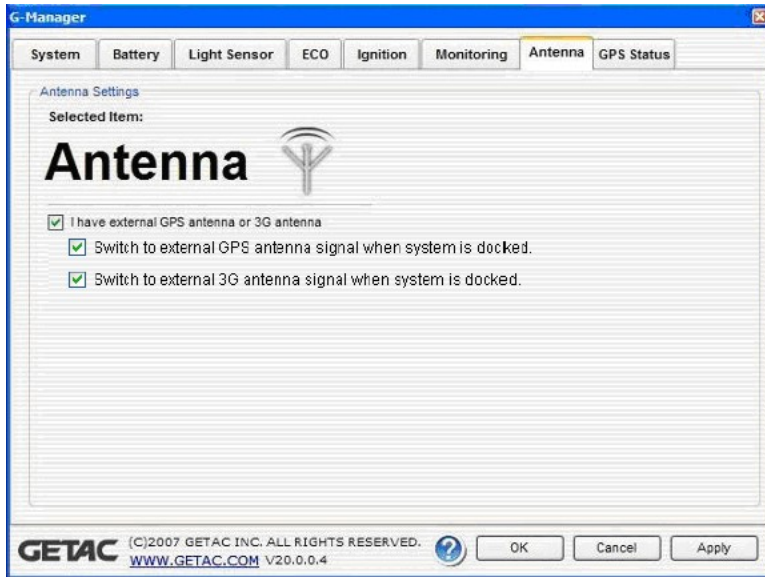 G-Manager
System Battery Light Sensor ECO Ignition Monitoring Antenna GPS Status
Antenna Settings
Selected Item:
Antenna
I have external GPS antenna or 3G antenna
Switch to external GPS antenna signal when system is docked.
Switch to external 3G antenna signal when system is docked.
GETAC (C)2007 GETAC INC. ALL RIGHTS RESERVED.
WWW.GETAC.COM V20.0.0.4
? OK Cancel Apply